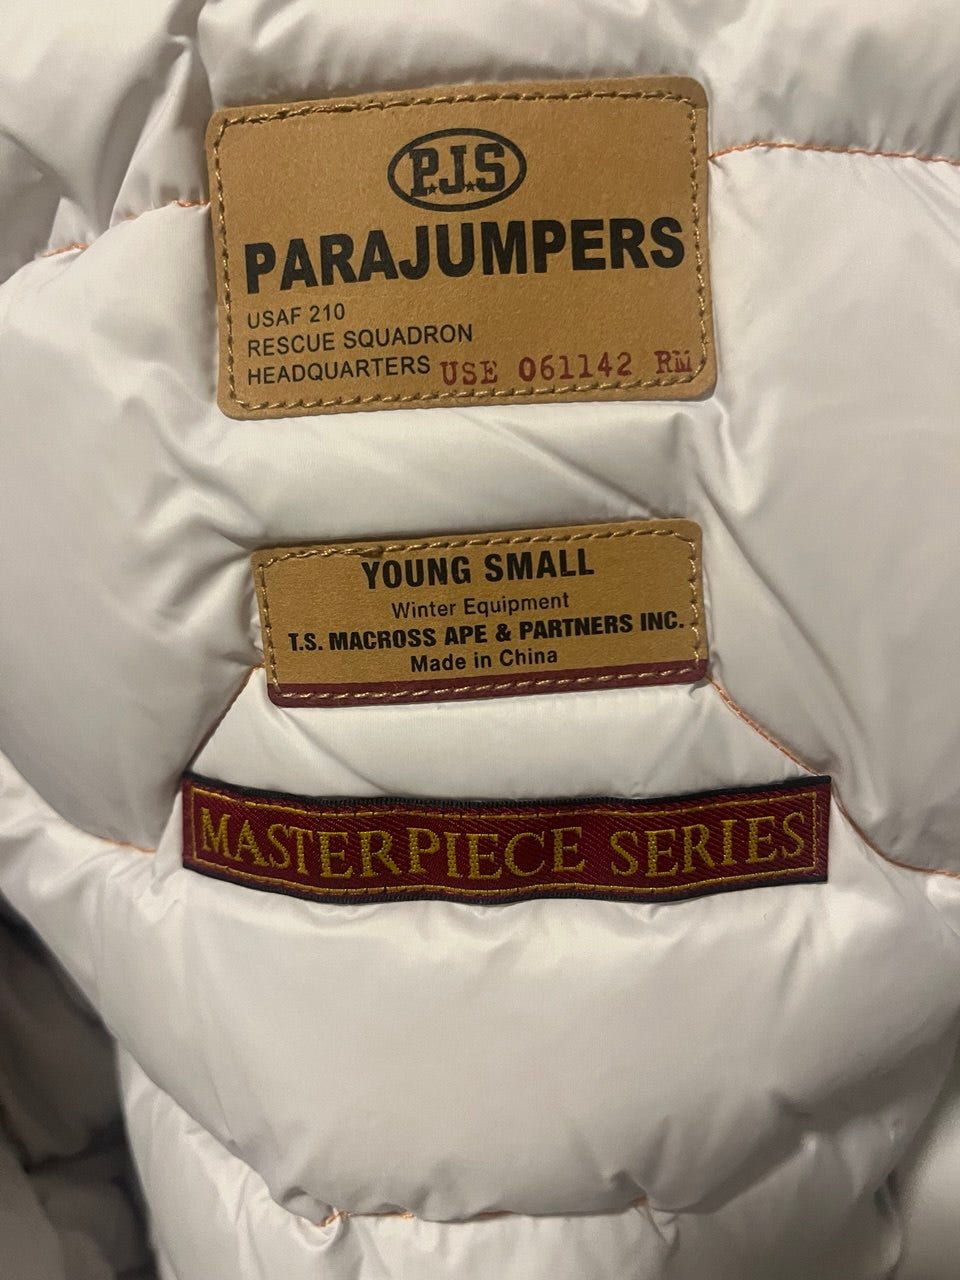 P.J.S
PARAJUMPERS
USAF 210
RESCUE SQUADRON
HEADQUARTERS USE 061142 RM
YOUNG SMALL
Winter Equipment
T.S. MACROSS APE & PARTNERS INC.
Made in China
MASTERPIECE SERIES